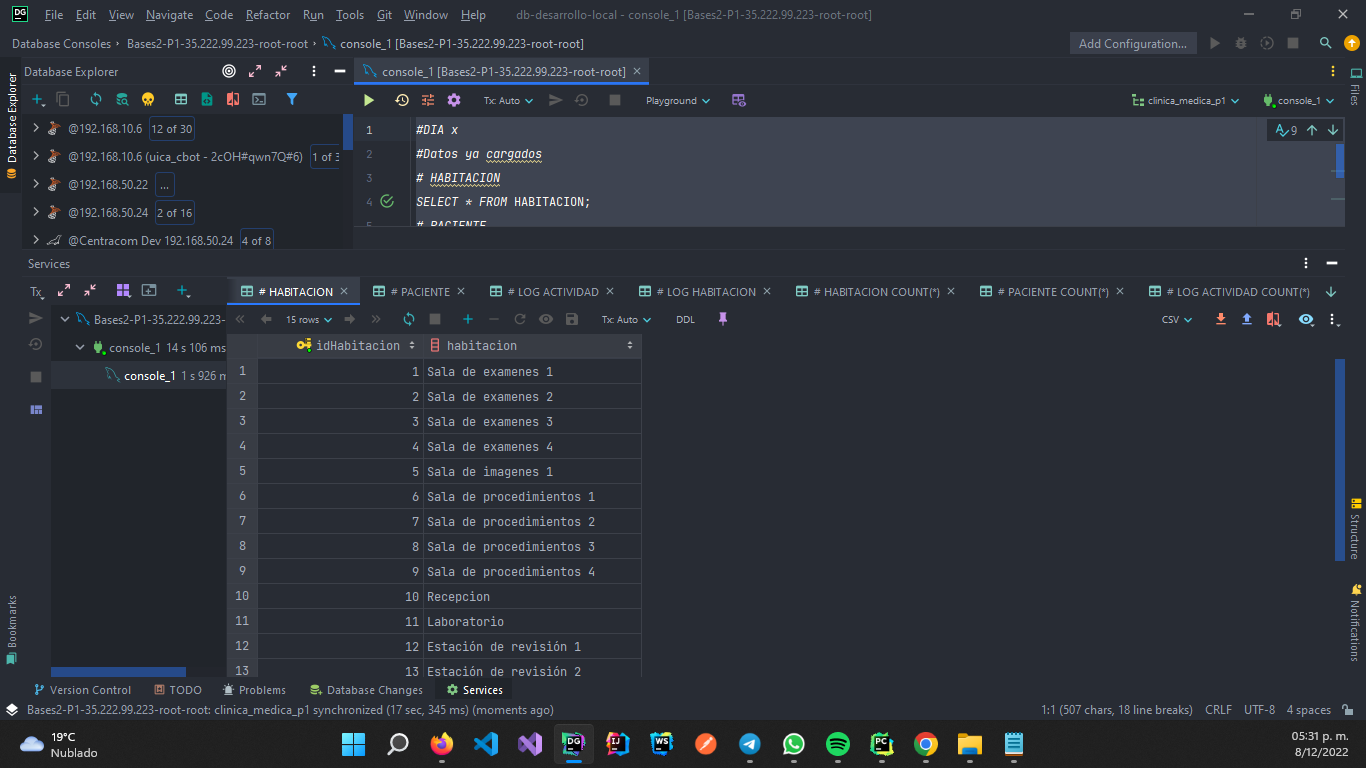 DG File Edit View Navigate Code Refactor Run Tools Git Window Help db-desarrollo-local - console_1 [Bases2-P1-35.222.99.223-root-root]
Database Consoles Bases2-P1-35.222.99.223-root-root console_1 [Bases2-P1-35.222.99.223-root-root] Add Configuration...
Database Explorer
Database Explorer
console_1 [Bases2-P1-35.222.99.223-root-root]
Files
Tx: Auto Playground clinica_medica_p1 console_1
@192.168.10.6 12 of 30
@192.168.10.6 (uica_cbot - 2cOH#qwn7Q#6) 1 of 3
@192.168.50.22 ...
@192.168.50.24 2 of 16
@Centracom Dev 192.168.50.24 4 of 8
1 #DIA x
9
2 #Datos ya cargados
3 # HABITACION
4 SELECT * FROM HABITACION;
5 # PACIENTE
Services
Tx # HABITACION # PACIENTE # LOG ACTIVIDAD # LOG HABITACION # HABITACION COUNT(*) # PACIENTE COUNT(*) # LOG ACTIVIDAD COUNT(*)
Bases2-P1-35.222.99.223-
console_1 14 s 106 ms
console_1 1 s 926 m
15 rows Tx: Auto DDL CSV
idHabitacion habitacion
1 1 Sala de examenes 1
2 2 Sala de examenes 2
3 3 Sala de examenes 3
4 4 Sala de examenes 4
5 5 Sala de imagenes 1
6 6 Sala de procedimientos 1
7 7 Sala de procedimientos 2
8 8 Sala de procedimientos 3
9 9 Sala de procedimientos 4
10 10 Recepcion
11 11 Laboratorio
12 12 Estación de revisión 1
13 13 Estación de revisión 2
Structure
Notifications
Bookmarks
Version Control TODO Problems Database Changes Services
Bases2-P1-35.222.99.223-root-root: clinica_medica_p1 synchronized (17 sec, 345 ms) (moments ago) 1:1 (507 chars, 18 line breaks) CRLF UTF-8 4 spaces
19°C
Nublado
DG IJ WS PC
05:31 p. m.
8/12/2022